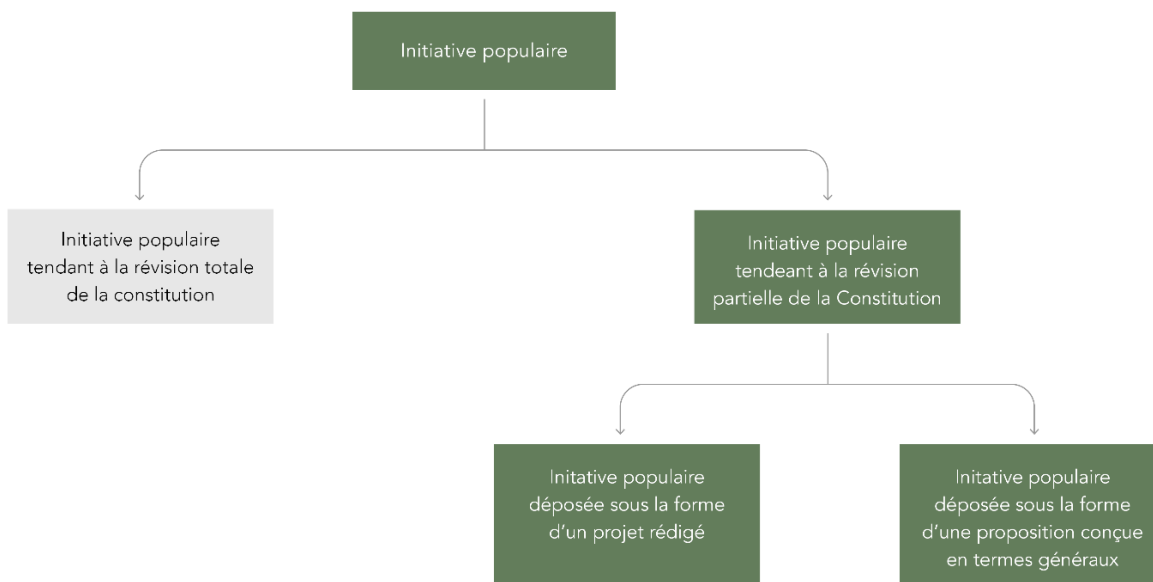 Initiative populaire
Initiative populaire
tendant à la révision totale
de la constitution
Initiative populaire
tendeant à la révision
partielle de la Constitution
Initative populaire
déposée sous la forme
d'un projet rédigé
Initative populaire
déposée sous la forme
d'une proposition conçue
en termes généraux